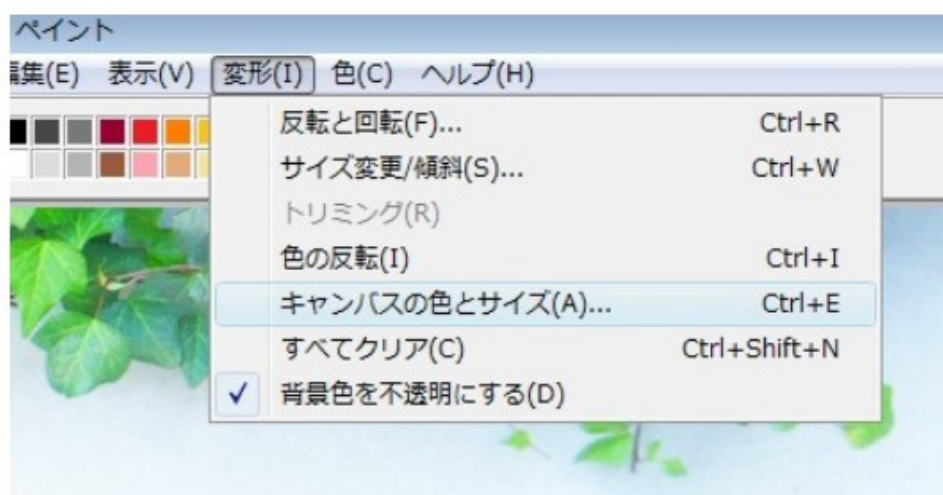 ペイント
編集(E) 表示(V) 変形(I) 色(C) ヘルプ(H)
反転と回転(F)... Ctrl+R
サイズ変更/傾斜(S)... Ctrl+W
トリミング(R)
色の反転(I) Ctrl+I
キャンバスの色とサイズ(A)... Ctrl+E
すべてクリア(C) Ctrl+Shift+N
✓ 背景色を不透明にする(D)